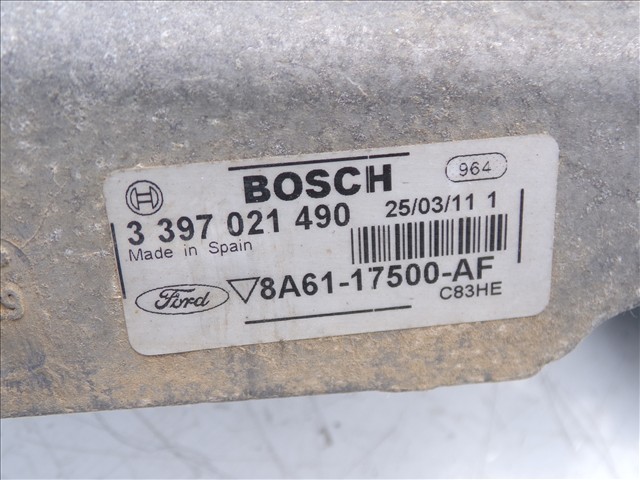 BOSCH
964
3 397 021 490
25/03/11 1
Made in Spain
Ford
8A61-17500-AF
C83HE